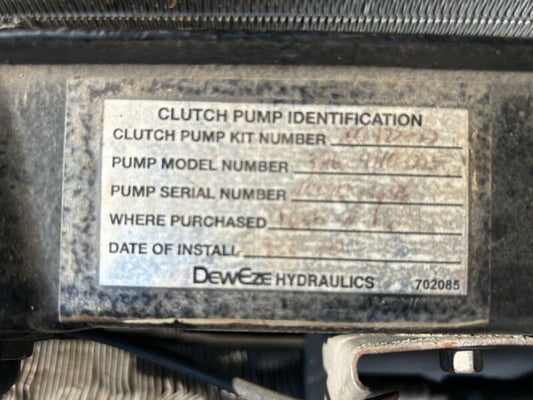 CLUTCH PUMP IDENTIFICATION
CLUTCH PUMP KIT NUMBER
PUMP MODEL NUMBER
PUMP SERIAL NUMBER
WHERE PURCHASED
DATE OF INSTALL
DEWEZE HYDRAULICS 702085